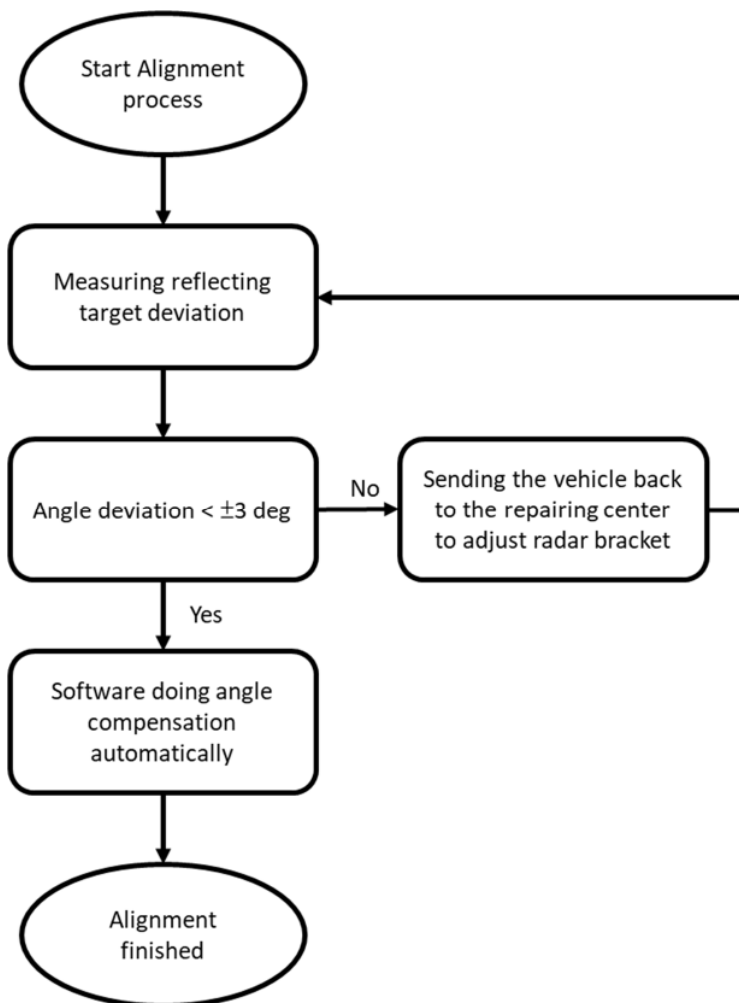 Start Alignment
process
Measuring reflecting
target deviation
Angle deviation < ±3 deg
No
Sending the vehicle back
to the repairing center
to adjust radar bracket
Yes
Software doing angle
compensation
automatically
Alignment
finished